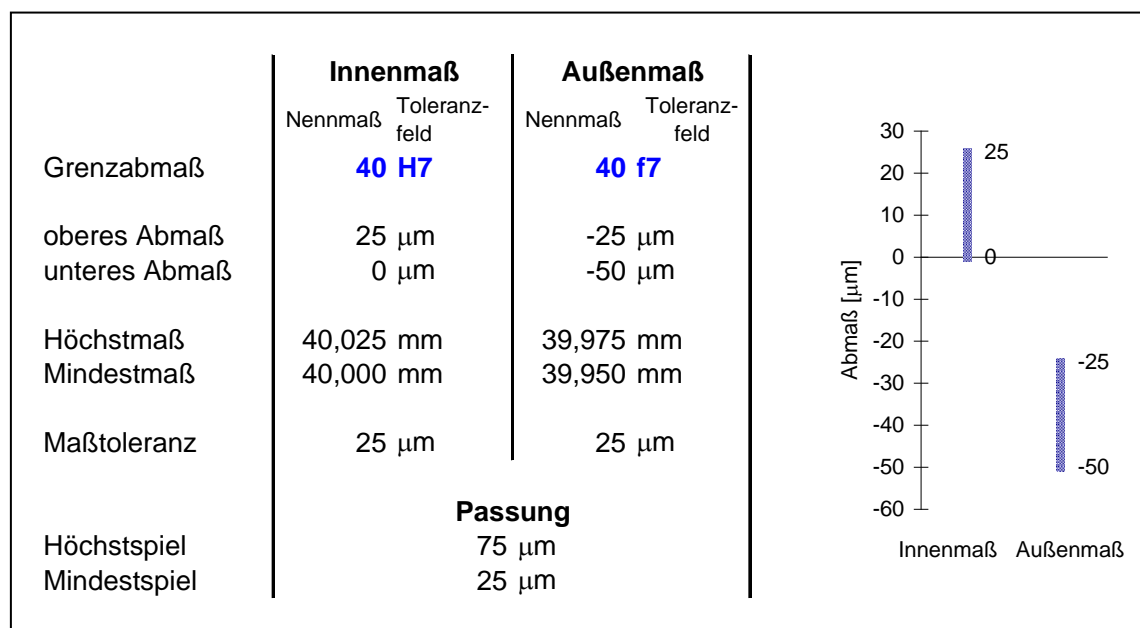 Innenmaß Außenmaß
Nennmaß Toleranz-feld Nennmaß Toleranz-feld
Grenzabmaß 40 H7 40 f7
oberes Abmaß 25 μm -25 μm
unteres Abmaß 0 μm -50 μm
Höchstmaß 40,025 mm 39,975 mm
Mindestmaß 40,000 mm 39,950 mm
Maßtoleranz 25 μm 25 μm
Passung
Höchstspiel 75 μm
Mindestspiel 25 μm
Abmaß [μm]
30
20
10
0
-10
-20
-30
-40
-50
-60
25
0
-25
-50
Innenmaß Außenmaß